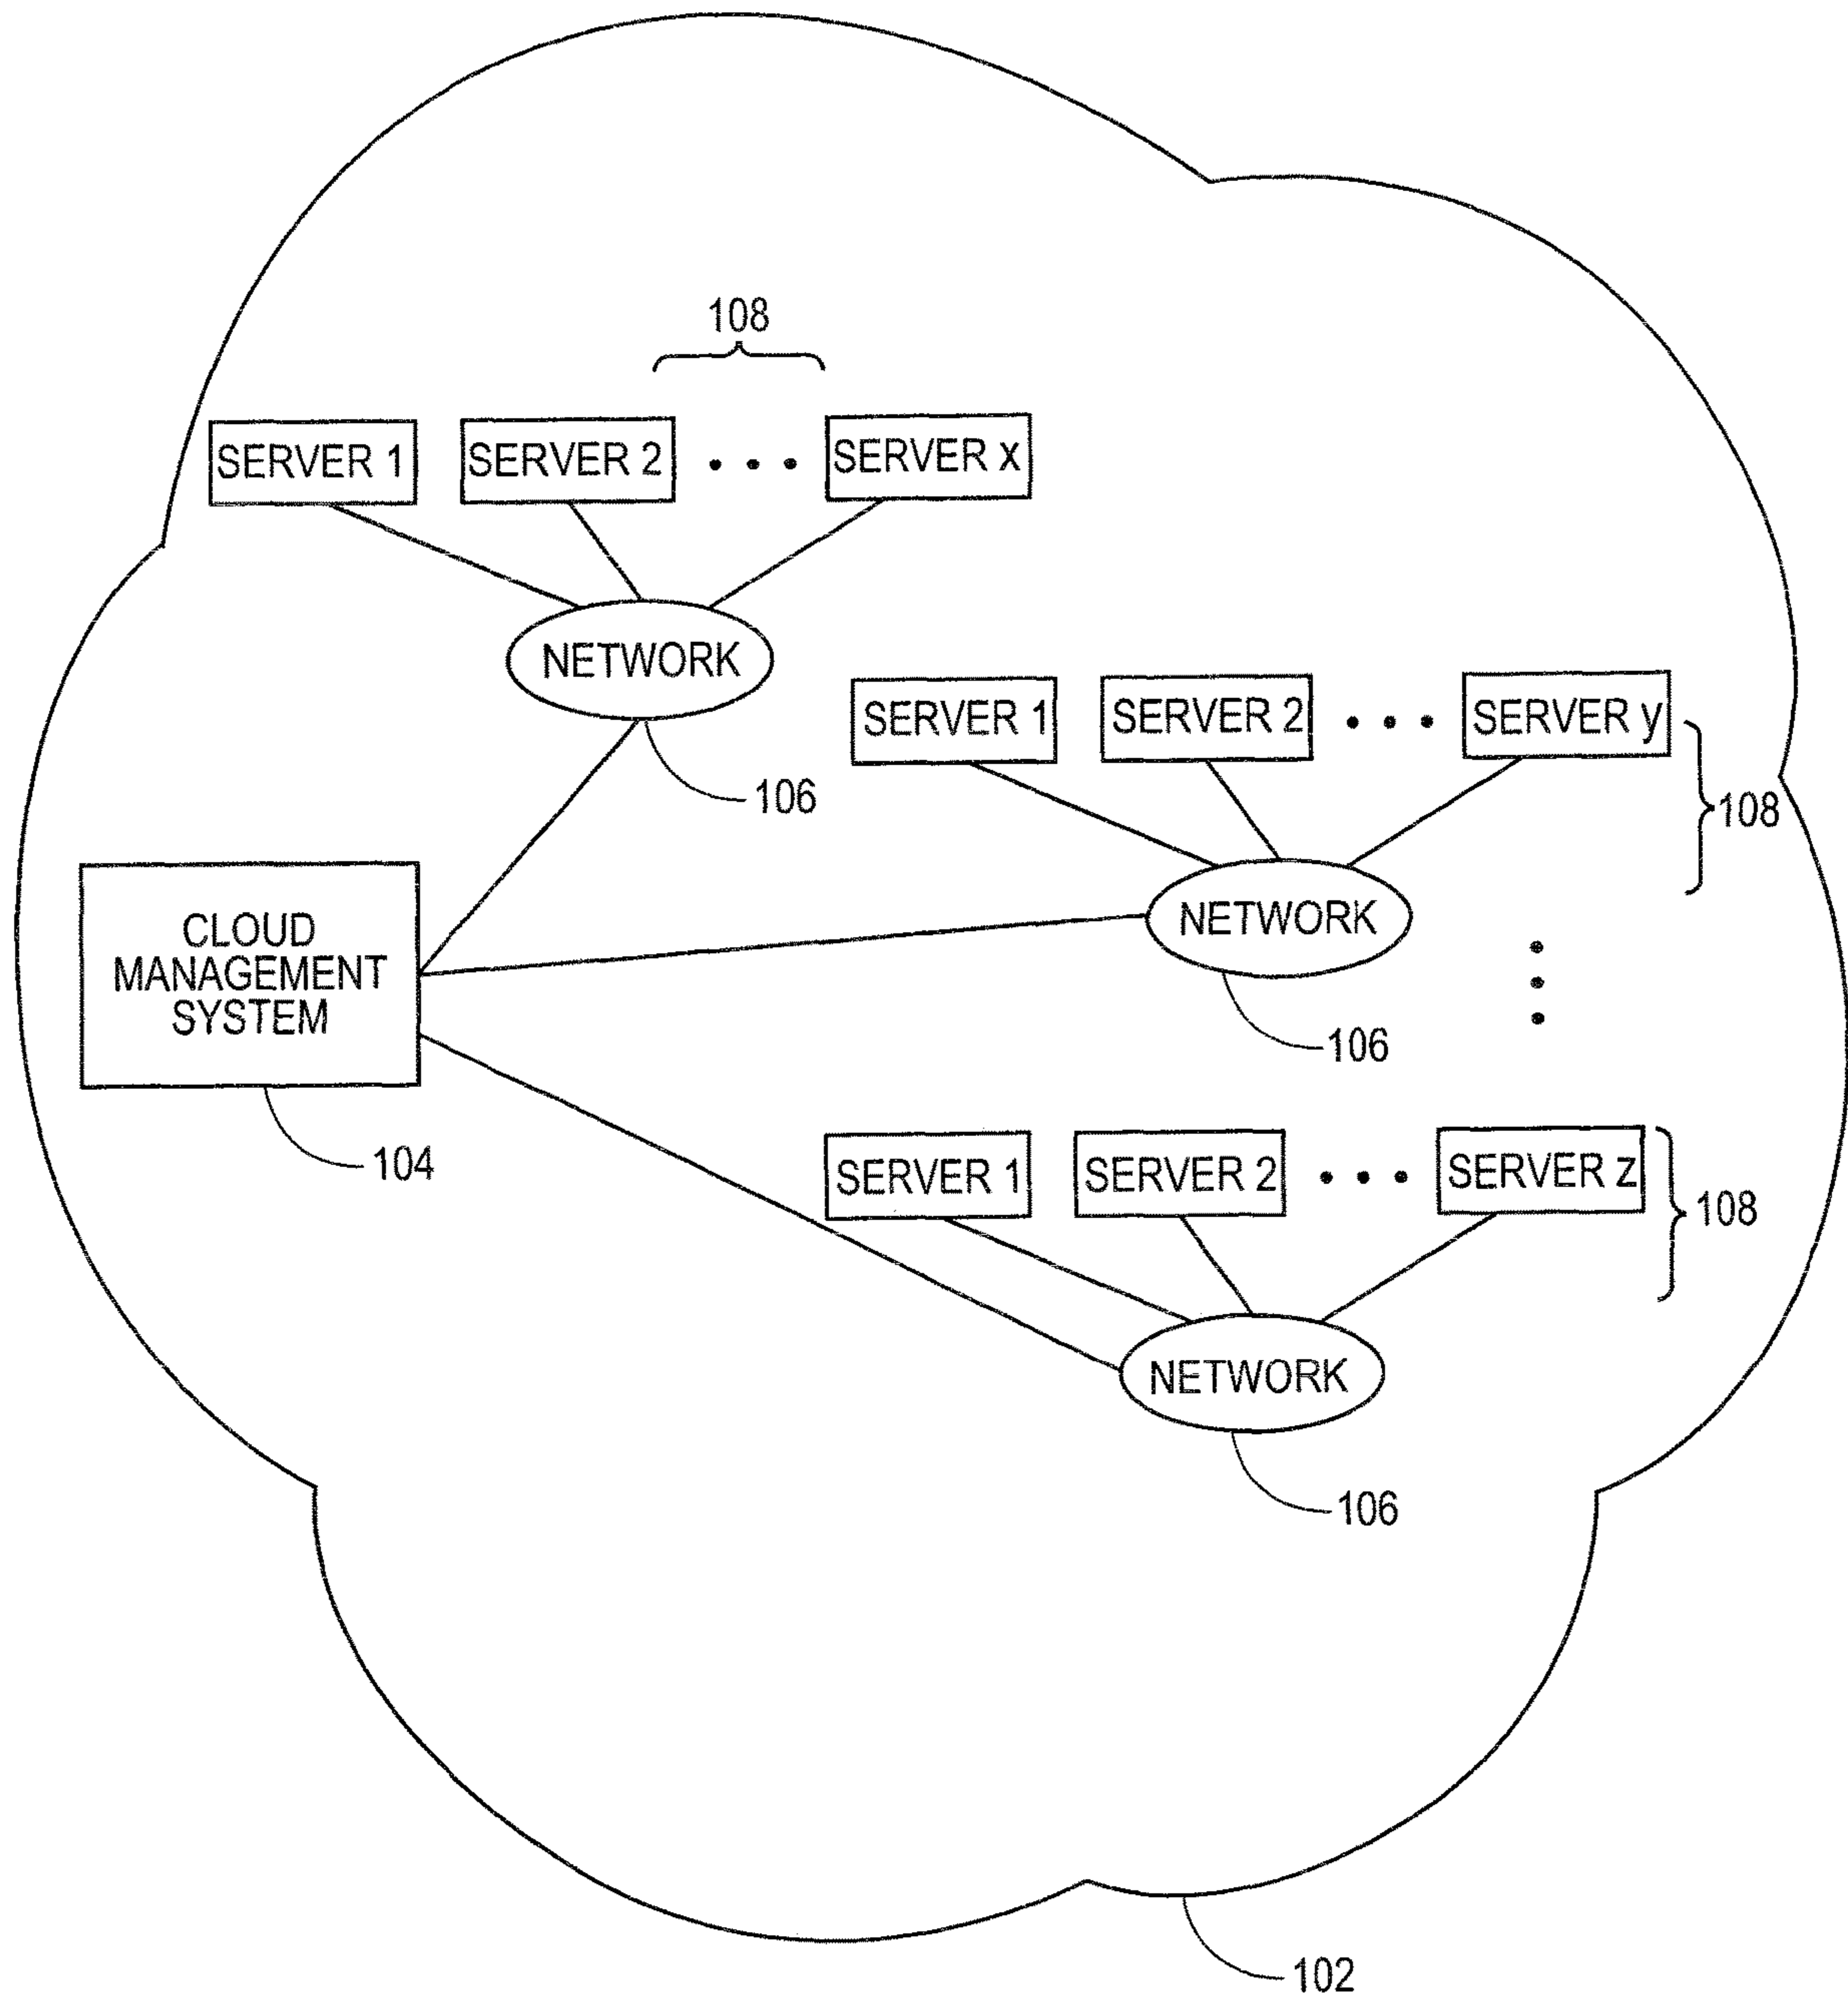 108
SERVER 1
SERVER 2
SERVER x
NETWORK
106
SERVER 1
SERVER 2
SERVER y
108
NETWORK
106
CLOUD
MANAGEMENT
SYSTEM
104
SERVER 1
SERVER 2
SERVER z
108
NETWORK
106
102